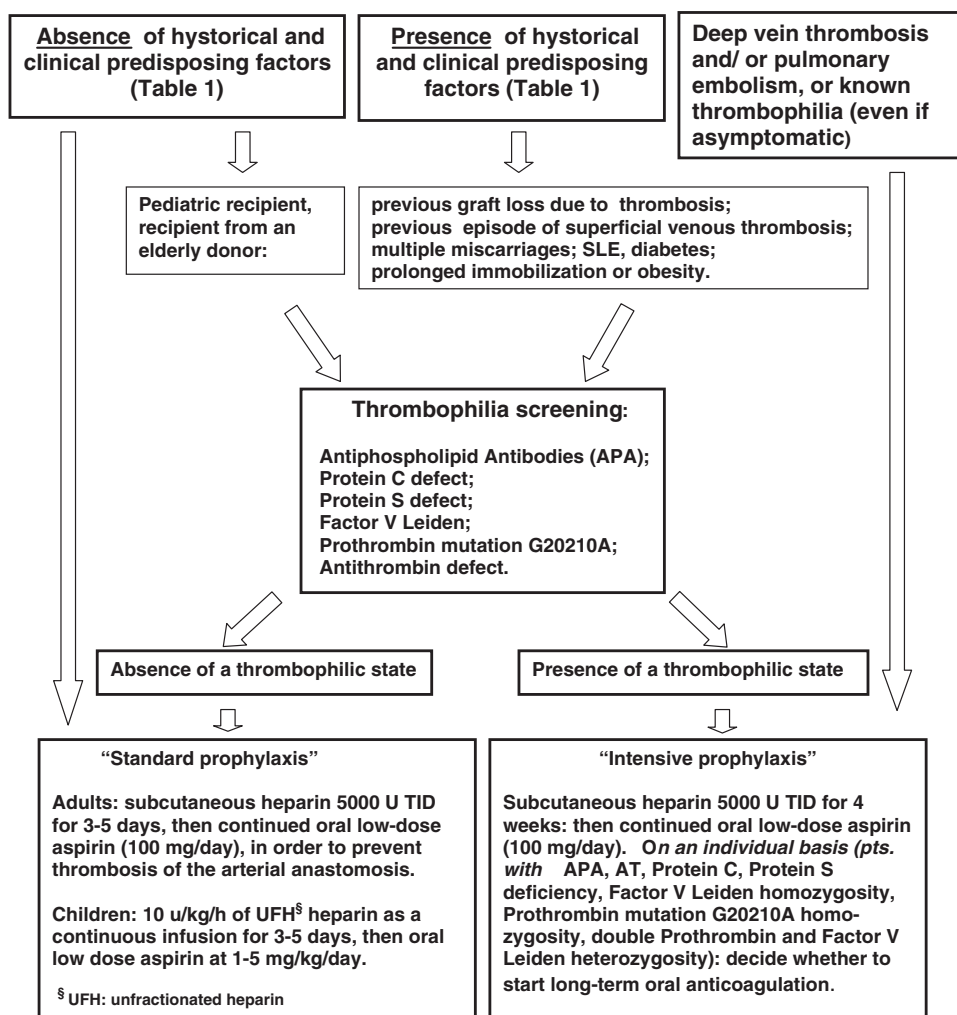 Absence of hystorical and
clinical predisposing factors
(Table 1)
Presence of hystorical
and clinical predisposing
factors (Table 1)
Deep vein thrombosis
and/ or pulmonary
embolism, or known
thrombophilia (even if
asymptomatic)
Pediatric recipient,
recipient from an
elderly donor:
previous graft loss due to thrombosis;
previous episode of superficial venous thrombosis;
multiple miscarriages; SLE, diabetes;
prolonged immobilization or obesity.
Thrombophilia screening:
Antiphospholipid Antibodies (APA);
Protein C defect;
Protein S defect;
Factor V Leiden;
Prothrombin mutation G20210A;
Antithrombin defect.
Absence of a thrombophilic state
Presence of a thrombophilic state
“Standard prophylaxis”
Adults: subcutaneous heparin 5000 U TID
for 3-5 days, then continued oral low-dose
aspirin (100 mg/day), in order to prevent
thrombosis of the arterial anastomosis.
Children: 10 u/kg/h of UFH§ heparin as a
continuous infusion for 3-5 days, then oral
low dose aspirin at 1-5 mg/kg/day.
§ UFH: unfractionated heparin
“Intensive prophylaxis”
Subcutaneous heparin 5000 U TID for 4
weeks: then continued oral low-dose aspirin
(100 mg/day). On an individual basis (pts.
with APA, AT, Protein C, Protein S
deficiency, Factor V Leiden homozygosity,
Prothrombin mutation G20210A homo-
zygosity, double Prothrombin and Factor V
Leiden heterozygosity): decide whether to
start long-term oral anticoagulation.